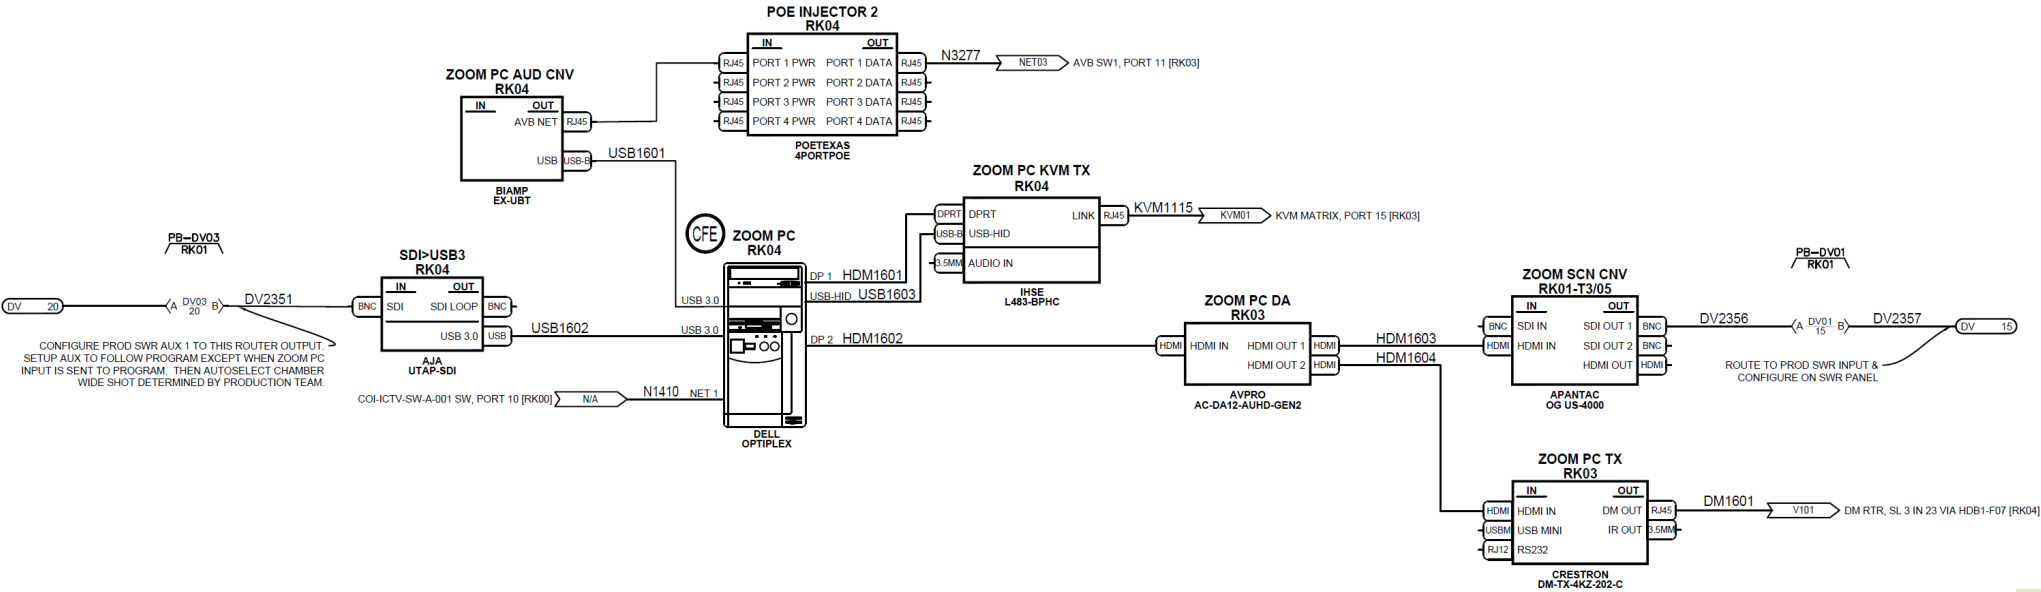 POE INJECTOR 2
RK04
IN OUT
RJ45 PORT 1 PWR PORT 1 DATA RJ45 N3277 NET03 AVB SW1, PORT 11 [RK03]
RJ45 PORT 2 PWR PORT 2 DATA RJ45
RJ45 PORT 3 PWR PORT 3 DATA RJ45
RJ45 PORT 4 PWR PORT 4 DATA RJ45
POETEXAS
4PORTPOE
ZOOM PC AUD CNV
RK04
IN OUT
AVB NET RJ45
USB USB-B USB1601
BIAMP
EX-UBT
ZOOM PC KVM TX
RK04
DPRT DPRT LINK RJ45 KVM1115 KVM01 KVM MATRIX, PORT 15 [RK03]
USB-B USB-HID
3.5MM AUDIO IN
IHSE
L483-BPHC
PB-DV03
RK01
DV 20
A DV03 B
20
DV2351
CONFIGURE PROD SWR AUX 1 TO THIS ROUTER OUTPUT.
SETUP AUX TO FOLLOW PROGRAM EXCEPT WHEN ZOOM PC
INPUT IS SENT TO PROGRAM. THEN AUTOSELECT CHAMBER
WIDE SHOT DETERMINED BY PRODUCTION TEAM.
SDI>USB3
RK04
IN OUT
BNC SDI SDI LOOP BNC
USB 3.0 USB USB1602
AJA
UTAP-SDI
COI-ICTV-SW-A-001 SW, PORT 10 [RK00] N/A N1410 NET 1
CFE
ZOOM PC
RK04
USB 3.0
USB 3.0
DP 1 HDM1601
USB-HID USB1603
DP 2 HDM1602
DELL
OPTIPLEX
ZOOM PC DA
RK03
HDMI HDMI IN HDMI OUT 1 HDMI HDM1603
HDMI OUT 2 HDMI HDM1604
AVPRO
AC-DA12-AUHD-GEN2
ZOOM SCN CNV
RK01-T3/05
IN OUT
BNC SDI IN SDI OUT 1 BNC DV2356
HDMI HDMI IN SDI OUT 2 BNC
HDMI OUT HDMI
APANTAC
OG US-4000
PB-DV01
RK01
A DV01 B
15
DV2357
DV 15
ROUTE TO PROD SWR INPUT &
CONFIGURE ON SWR PANEL
ZOOM PC TX
RK03
IN OUT
HDMI HDMI IN DM OUT RJ45 DM1601 V101 DM RTR, SL 3 IN 23 VIA HDB1-F07 [RK04]
USBM USB MINI IR OUT 3.5MM
RJ12 RS232
CRESTRON
DM-TX-4KZ-202-C